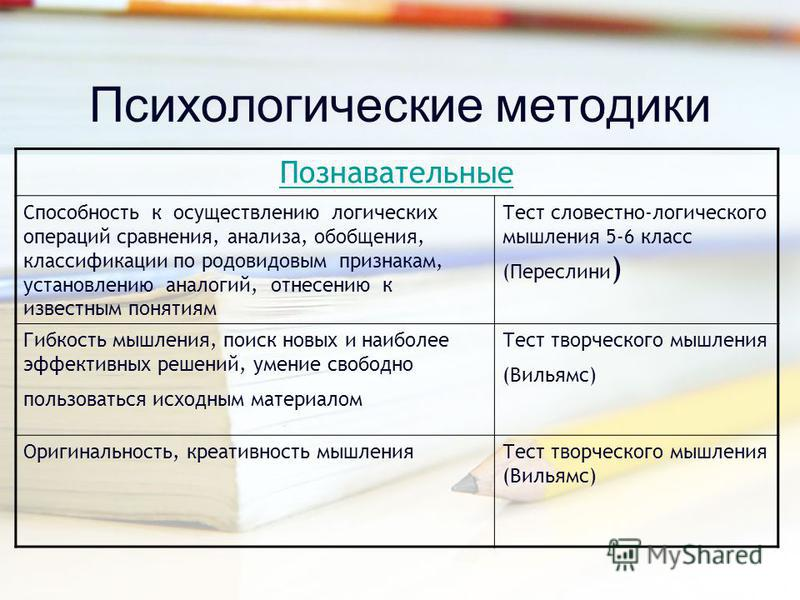 Психологические методики
Познавательные
Способность к осуществлению логических
операций сравнения, анализа, обобщения,
классификации по родовидовым признакам,
установлению аналогий, отнесению к
известным понятиям
Тест словестно-логического
мышления 5-6 класс
(Переслини)
Гибкость мышления, поиск новых и наиболее
эффективных решений, умение свободно
пользоваться исходным материалом
Тест творческого мышления
(Вильямс)
Оригинальность, креативность мышления
Тест творческого мышления
(Вильямс)
MyShared